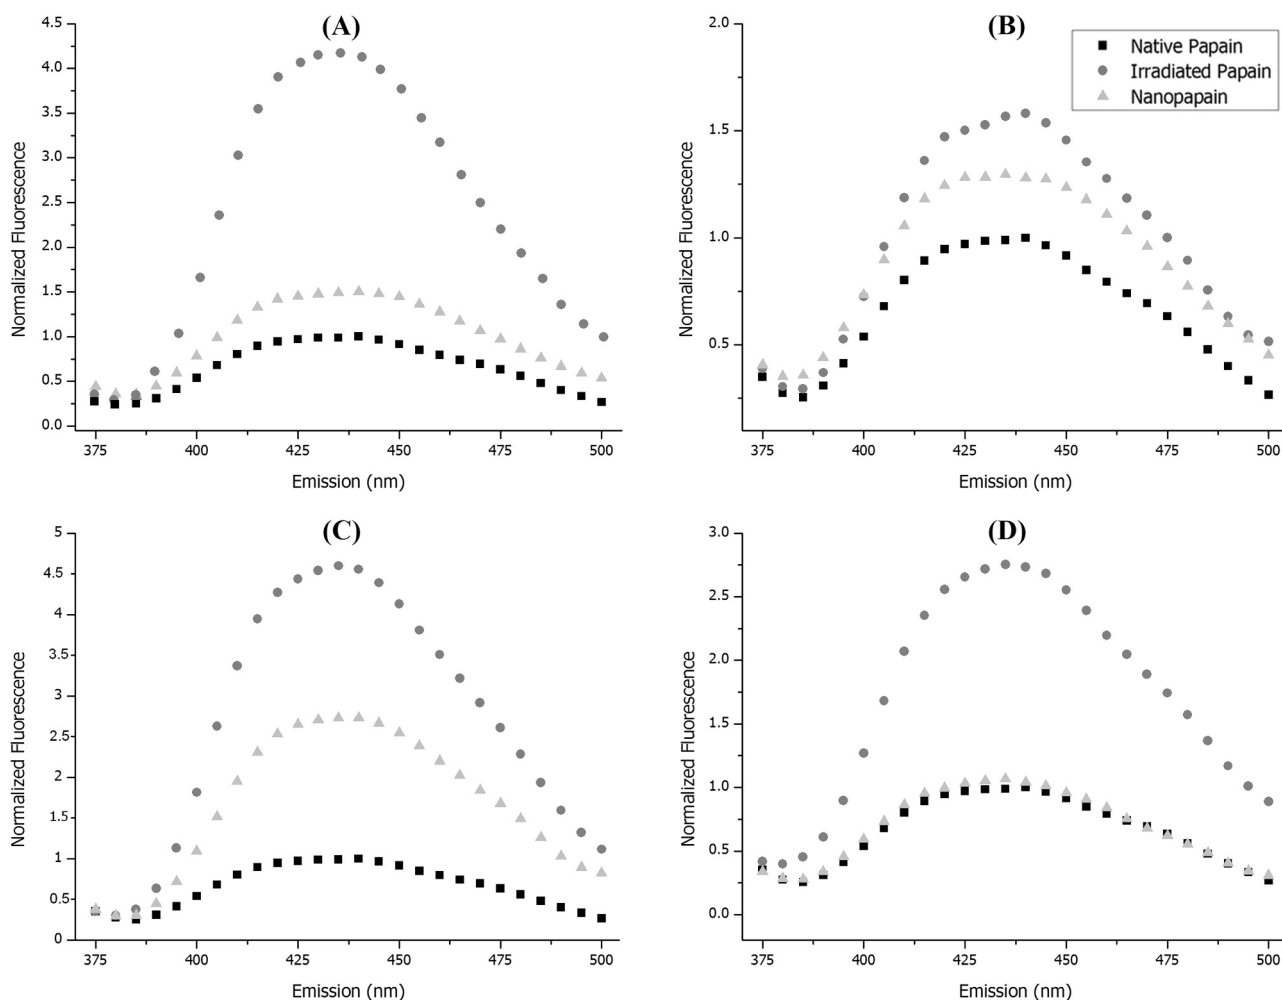 (A)
4.5
4.0
3.5
3.0
2.5
2.0
1.5
1.0
0.5
0.0
Normalized Fluorescence
375 400 425 450 475 500
Emission (nm)
(B)
2.0
1.5
1.0
0.5
Normalized Fluorescence
Native Papain
Irradiated Papain
Nanopapain
375 400 425 450 475 500
Emission (nm)
(C)
5
4.5
4
3.5
3
2.5
2
1.5
1
0.5
0
Normalized Fluorescence
375 400 425 450 475 500
Emission (nm)
(D)
3.0
2.5
2.0
1.5
1.0
0.5
0.0
Normalized Fluorescence
375 400 425 450 475 500
Emission (nm)